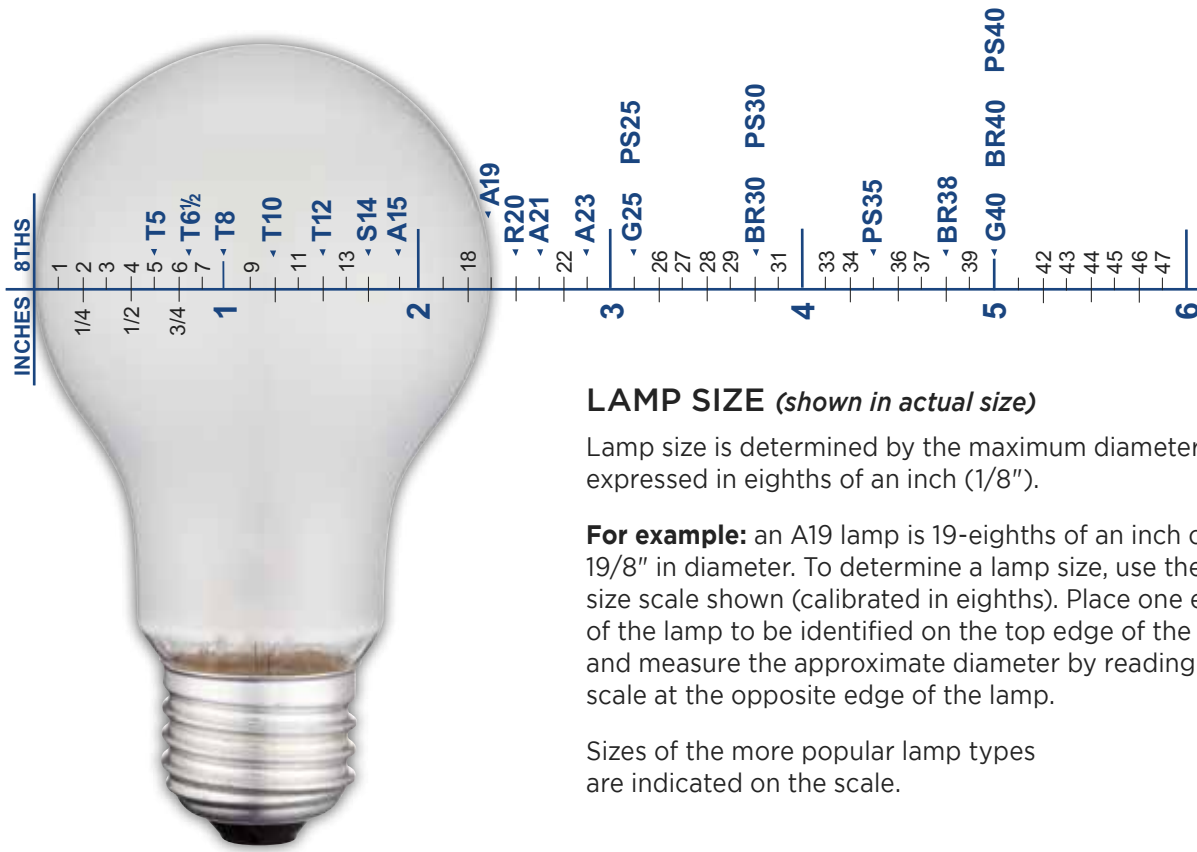 PS40
BR40
G40
BR38
PS35
PS30
BR30
PS25
G25
A23
A21
R20
A19
A15
S14
T12
T10
T8
T6½
T5
8THS
1 2 3 4 5 6 7 9 11 13 18 22 26 27 28 29 31 33 34 36 37 39 42 43 44 45 46 47
INCHES
1/4 1/2 3/4 1 2 3 4 5 6
LAMP SIZE (shown in actual size)
Lamp size is determined by the maximum diameter
expressed in eighths of an inch (1/8").
For example: an A19 lamp is 19-eighths of an inch
19/8" in diameter. To determine a lamp size, use the
size scale shown (calibrated in eighths). Place one
of the lamp to be identified on the top edge of the
and measure the approximate diameter by reading
scale at the opposite edge of the lamp.
Sizes of the more popular lamp types
are indicated on the scale.